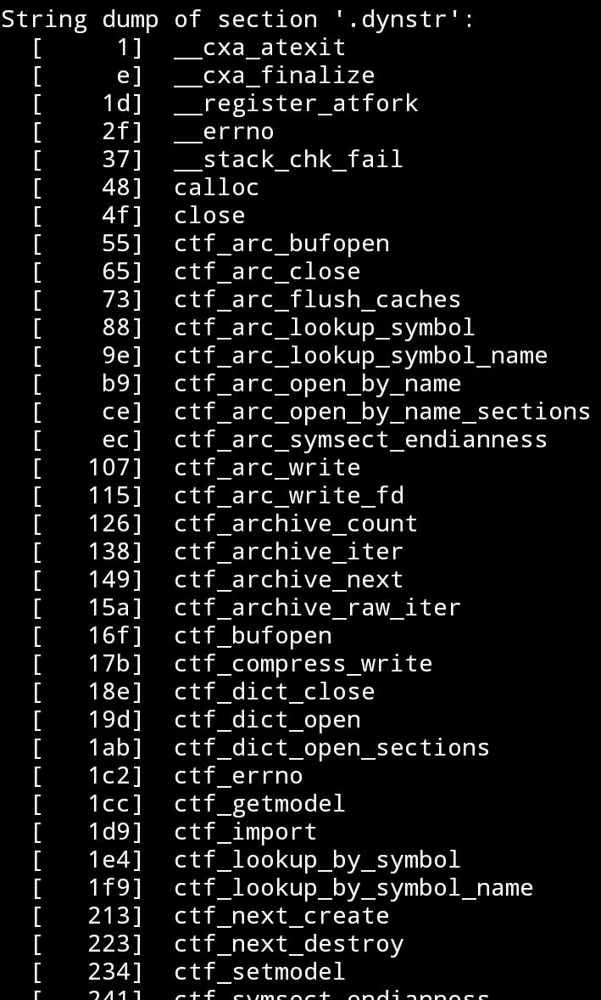 String dump of section '.dynstr':
  [     1]  __cxa_atexit
  [     e]  __cxa_finalize
  [    1d]  __register_atfork
  [    2f]  __errno
  [    37]  __stack_chk_fail
  [    48]  calloc
  [    4f]  close
  [    55]  ctf_arc_bufopen
  [    65]  ctf_arc_close
  [    73]  ctf_arc_flush_caches
  [    88]  ctf_arc_lookup_symbol
  [    9e]  ctf_arc_lookup_symbol_name
  [    b9]  ctf_arc_open_by_name
  [    ce]  ctf_arc_open_by_name_sections
  [    ec]  ctf_arc_symsect_endianness
  [   107]  ctf_arc_write
  [   115]  ctf_arc_write_fd
  [   126]  ctf_archive_count
  [   138]  ctf_archive_iter
  [   149]  ctf_archive_next
  [   15a]  ctf_archive_raw_iter
  [   16f]  ctf_bufopen
  [   17b]  ctf_compress_write
  [   18e]  ctf_dict_close
  [   19d]  ctf_dict_open
  [   1ab]  ctf_dict_open_sections
  [   1c2]  ctf_errno
  [   1cc]  ctf_getmodel
  [   1d9]  ctf_import
  [   1e4]  ctf_lookup_by_symbol
  [   1f9]  ctf_lookup_by_symbol_name
  [   213]  ctf_next_create
  [   223]  ctf_next_destroy
  [   234]  ctf_setmodel
  [   241]  ctf_symsect_endianness